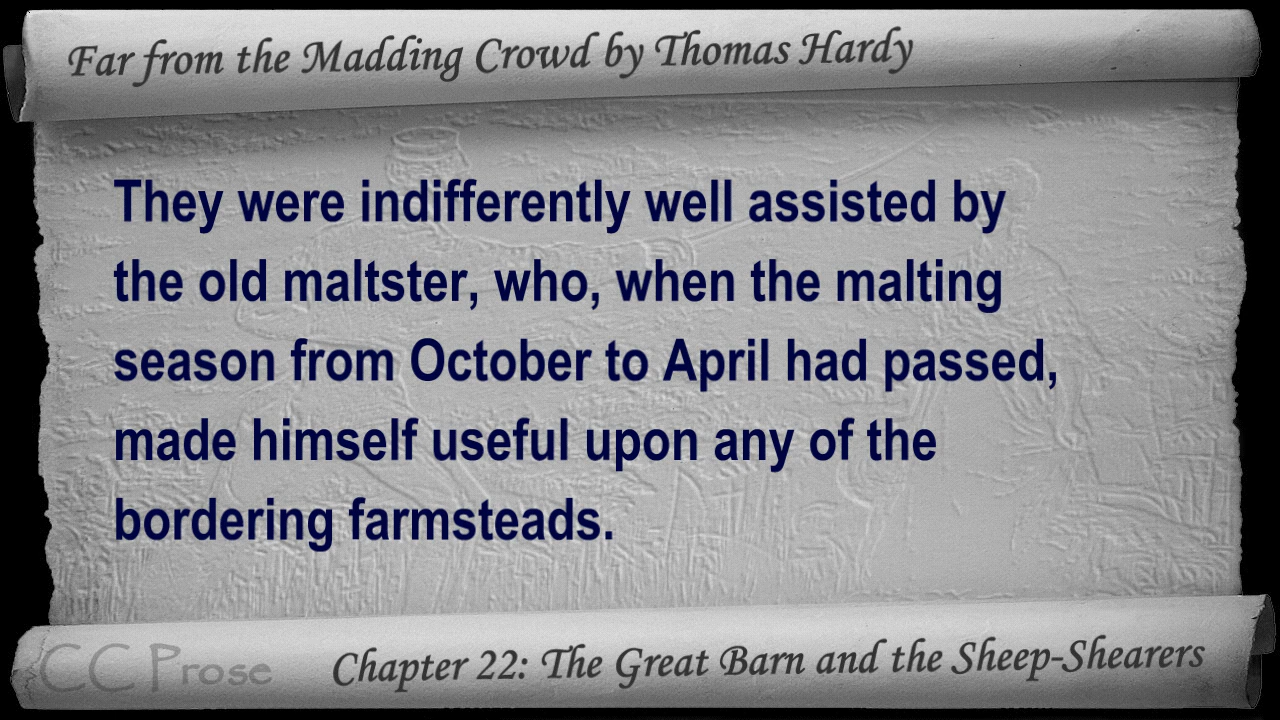 Far from the Madding Crowd by Thomas Hardy
They were indifferently well assisted by
the old maltster, who, when the malting
season from October to April had passed,
made himself useful upon any of the
bordering farmsteads.
CC Prose
Chapter 22: The Great Barn and the Sheep-Shearers